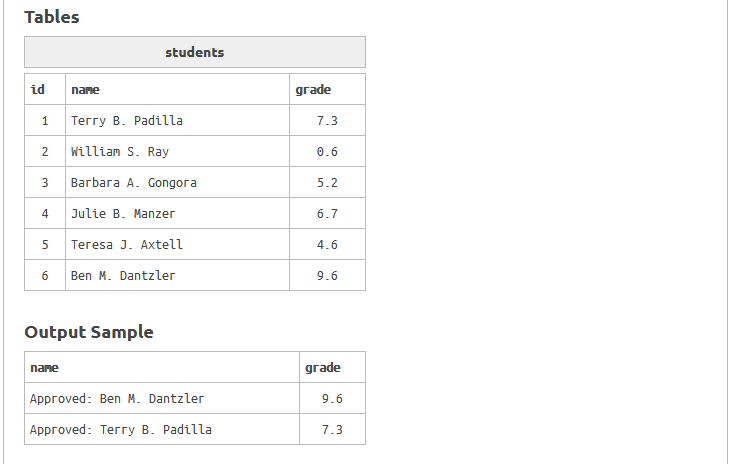 Tables
students
id name grade
1 Terry B. Padilla 7.3
2 William S. Ray 0.6
3 Barbara A. Gongora 5.2
4 Julie B. Manzer 6.7
5 Teresa J. Axtell 4.6
6 Ben M. Dantzler 9.6
Output Sample
name grade
Approved: Ben M. Dantzler 9.6
Approved: Terry B. Padilla 7.3